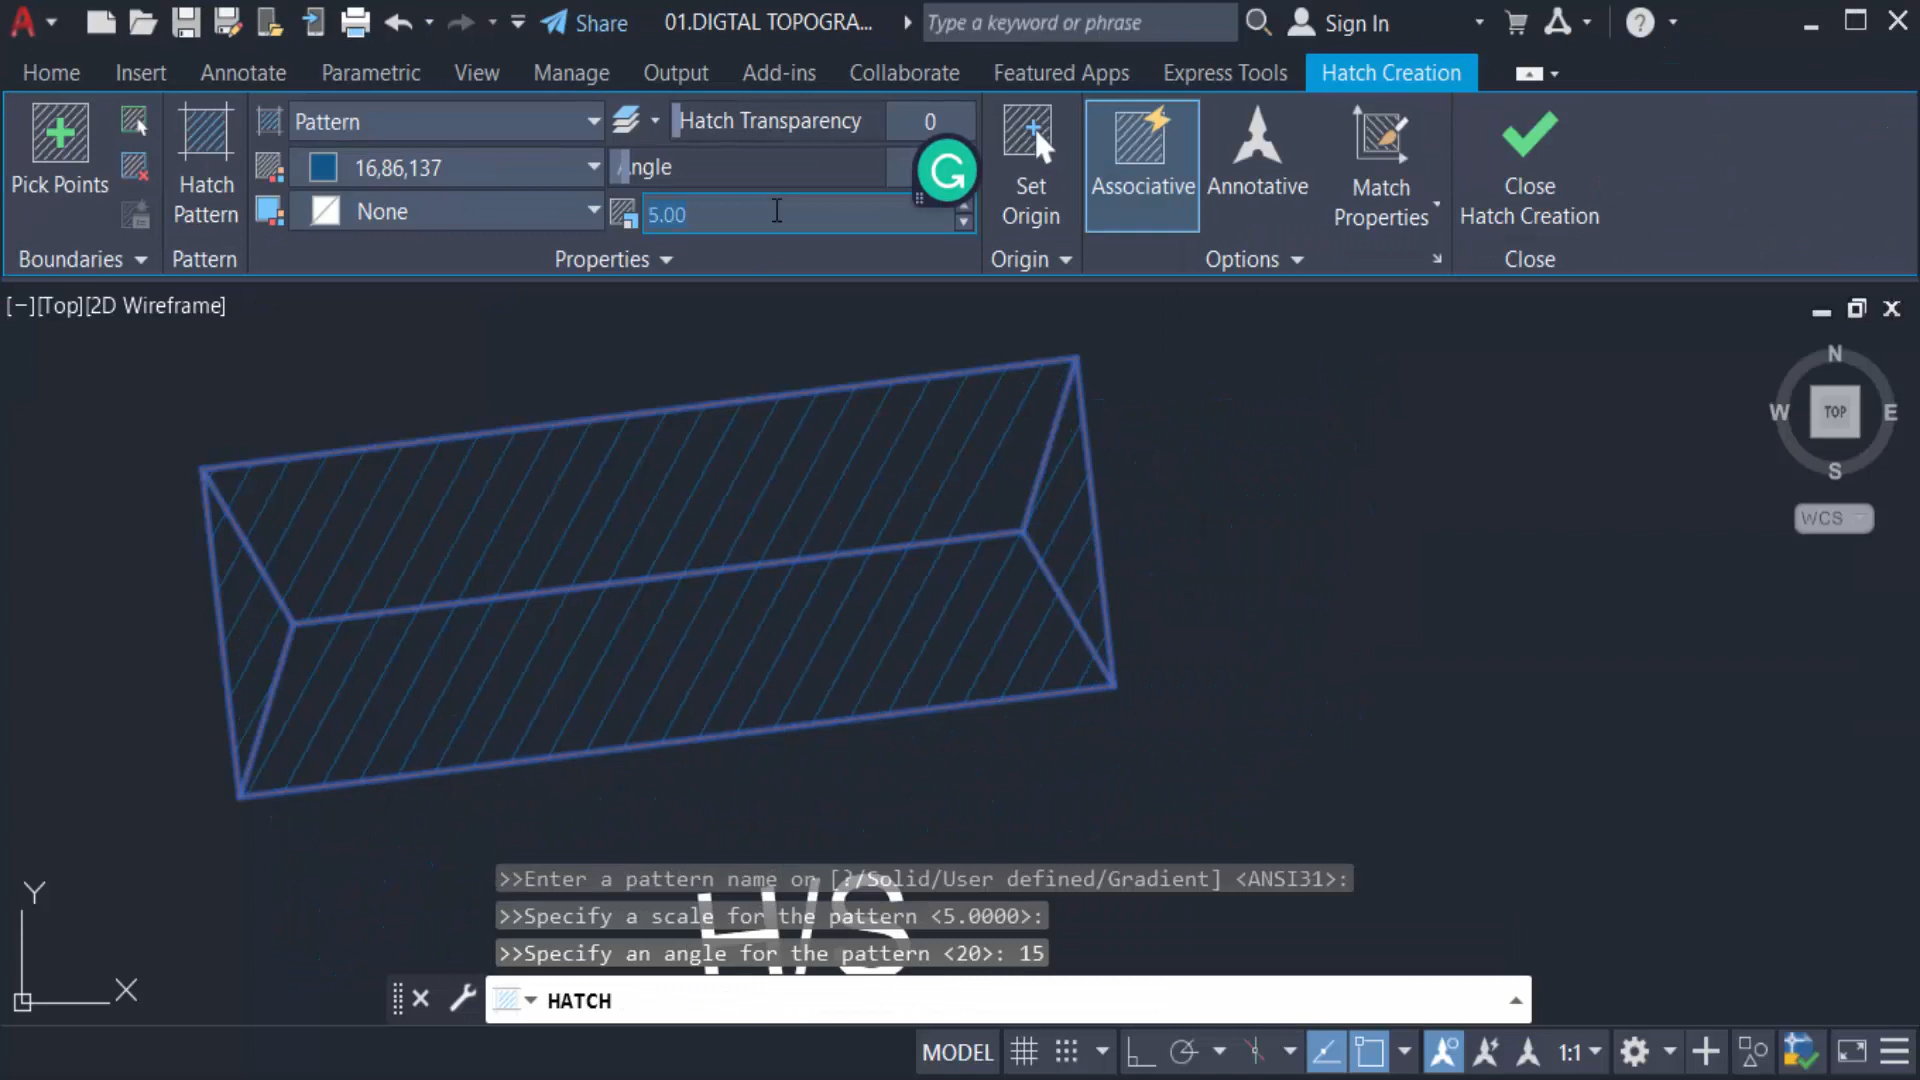 Share
01.DIGTAL TOPOGRA...
Type a keyword or phrase
Sign In
Home
Insert
Annotate
Parametric
View
Manage
Output
Add-ins
Collaborate
Featured Apps
Express Tools
Hatch Creation
Pick Points
Hatch
Pattern
Pattern
16,86,137
None
Hatch Transparency
0
Angle
5.00
Set
Origin
Associative
Annotative
Match
Properties
Close
Hatch Creation
Boundaries
Pattern
Properties
Origin
Options
Close
[−][Top][2D Wireframe]
N
W
TOP
E
S
WCS
>>Enter a pattern name or [?/Solid/User defined/Gradient] <ANSI31>:
>>Specify a scale for the pattern <5.0000>:
>>Specify an angle for the pattern <20>: 15
H/S
Y
X
HATCH
MODEL
1:1